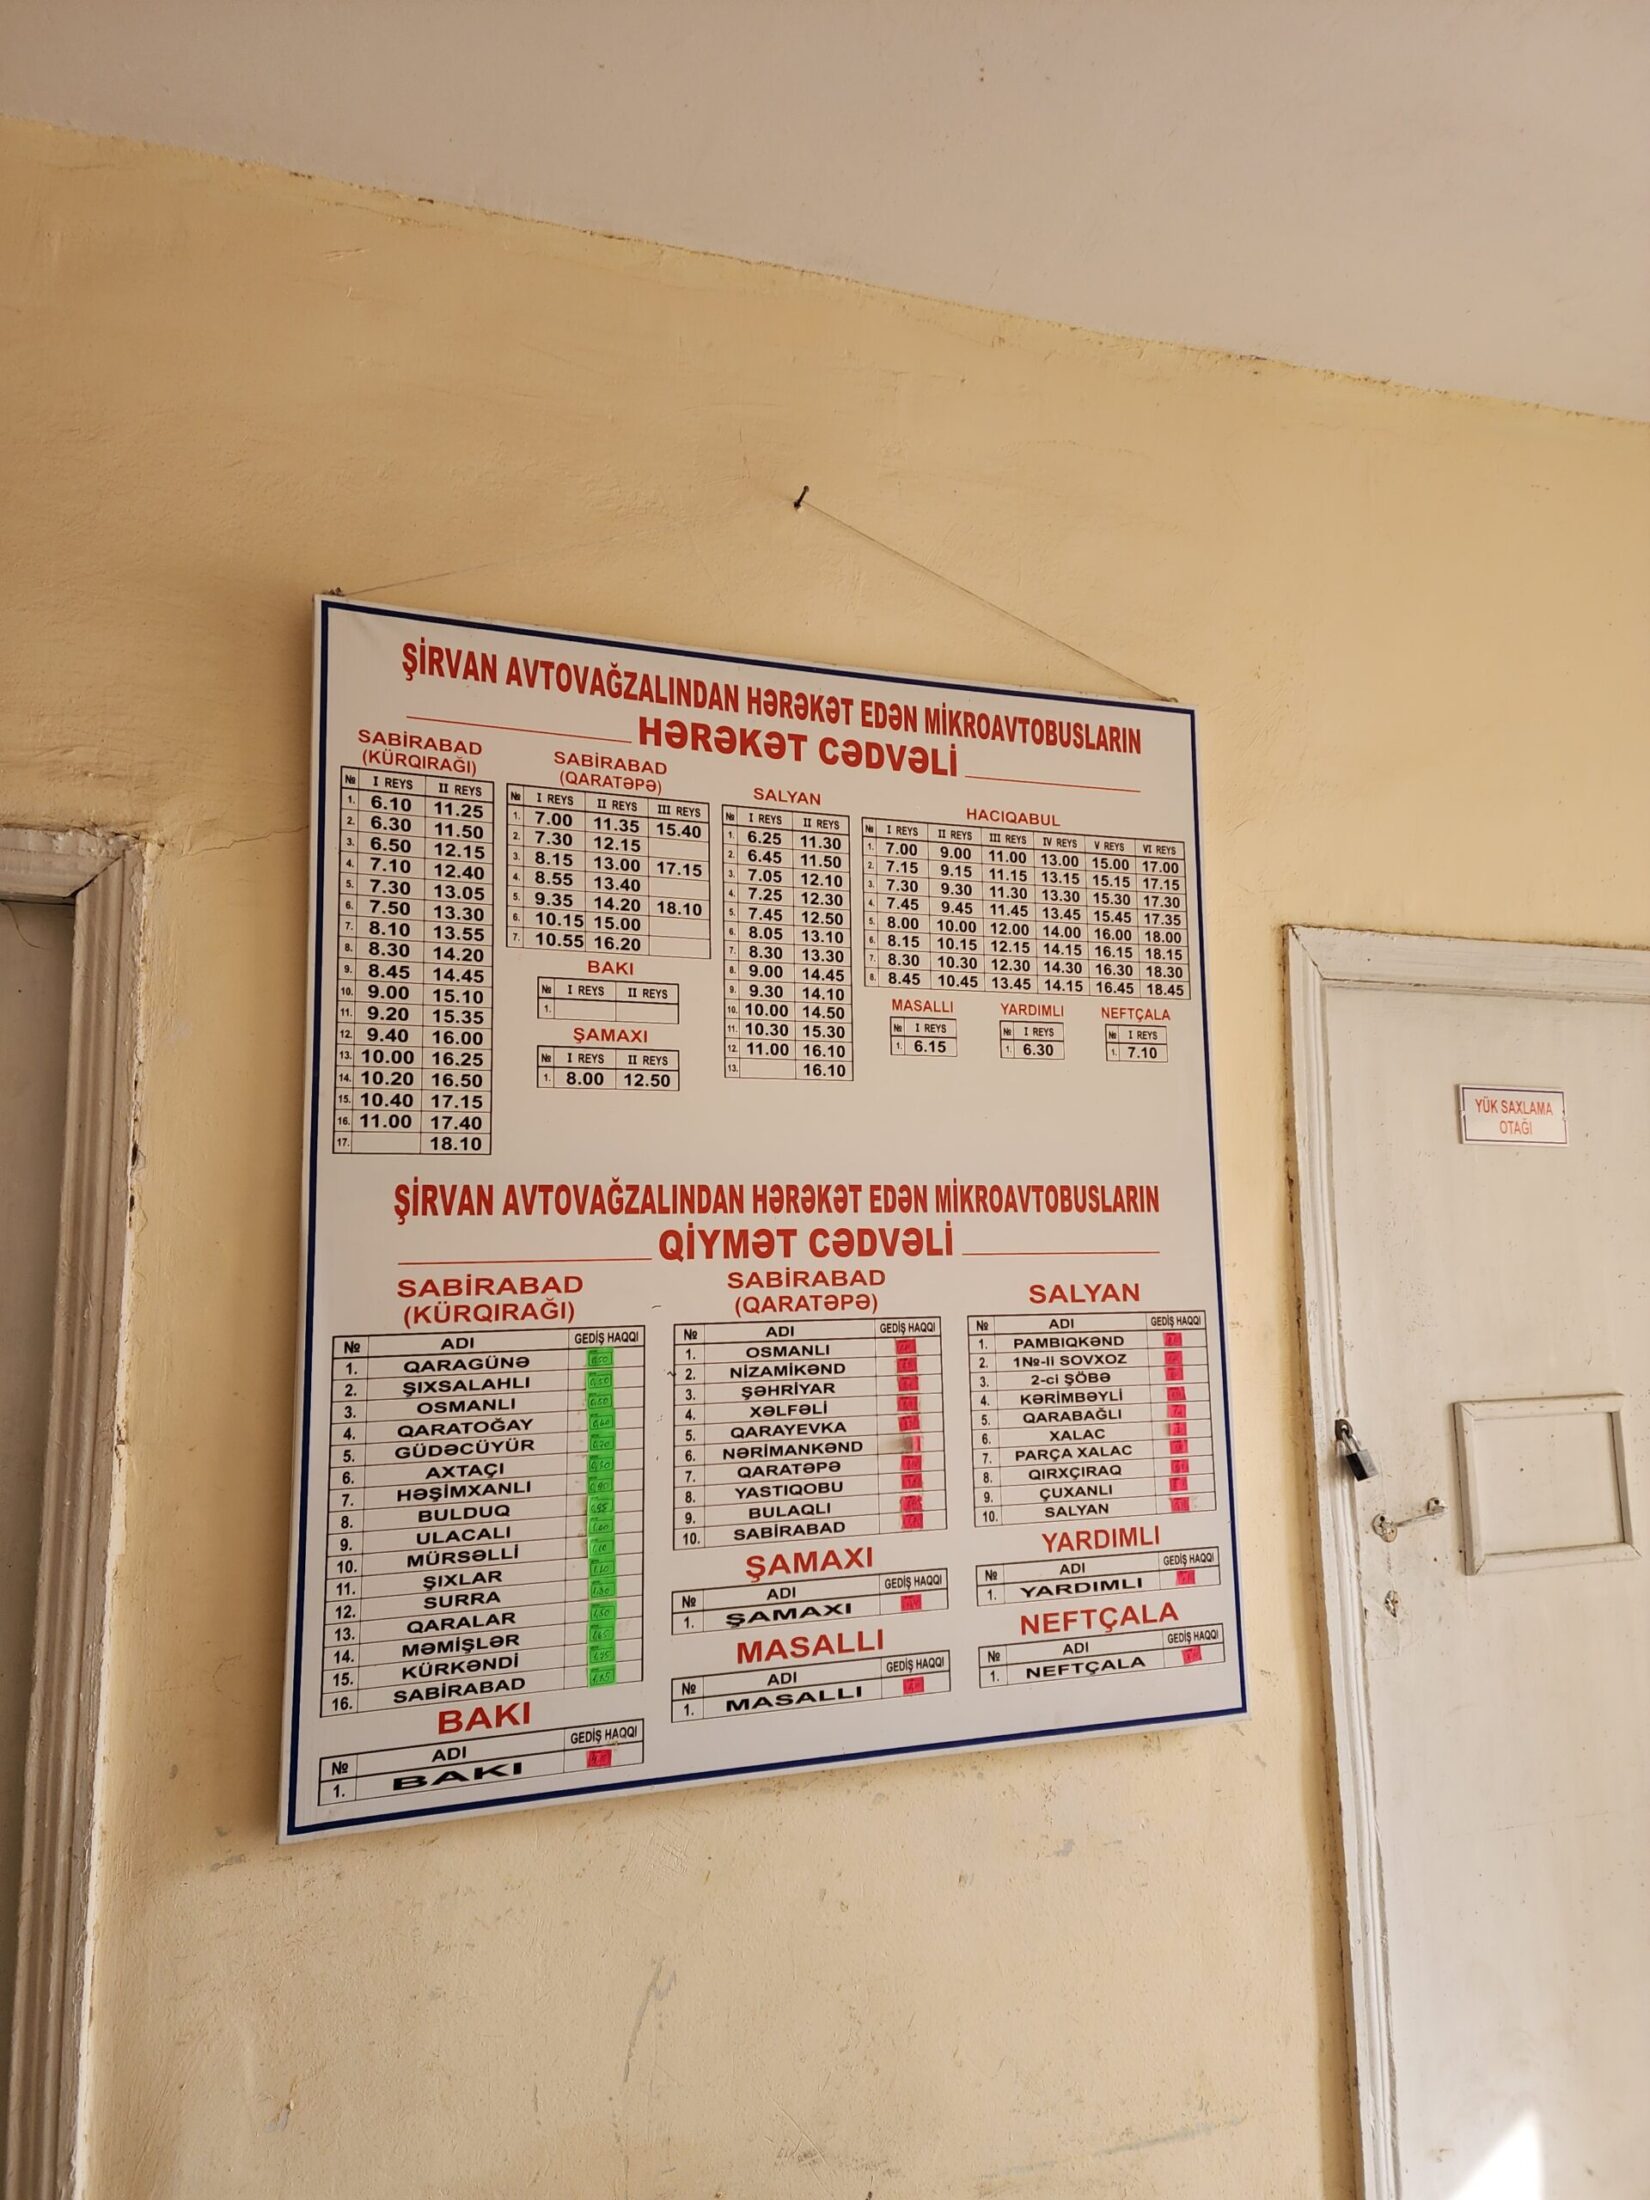 ŞİRVAN AVTOVAĞZALINDAN HƏRƏKƏT EDƏN MİKROAVTOBUSLARIN
HƏRƏKƏT CƏDVƏLİ
SABİRABAD
(KÜRQIRAĞI)
№ I REYS II REYS
1. 6.10 11.25
2. 6.30 11.50
3. 6.50 12.15
4. 7.10 12.40
5. 7.30 13.05
6. 7.50 13.30
7. 8.10 13.55
8. 8.30 14.20
9. 8.45 14.45
10. 9.00 15.10
11. 9.20 15.35
12. 9.40 16.00
13. 10.00 16.25
14. 10.20 16.50
15. 10.40 17.15
16. 11.00 17.40
17. 18.10
SABİRABAD
(QARATƏPƏ)
№ I REYS II REYS III REYS
1. 7.00 11.35 15.40
2. 7.30 12.15
3. 8.15 13.00 17.15
4. 8.55 13.40
5. 9.35 14.20 18.10
6. 10.15 15.00
7. 10.55 16.20
BAKI
№ I REYS II REYS
1.
ŞAMAXI
№ I REYS II REYS
1. 8.00 12.50
SALYAN
№ I REYS II REYS
1. 6.25 11.30
2. 6.45 11.50
3. 7.05 12.10
4. 7.25 12.30
5. 7.45 12.50
6. 8.05 13.10
7. 8.30 13.30
8. 9.00 14.45
9. 9.30 14.10
10. 10.00 14.50
11. 10.30 15.30
12. 11.00 16.10
13. 16.10
HACIQABUL
№ I REYS II REYS III REYS IV REYS V REYS VI REYS
1. 7.00 9.00 11.00 13.00 15.00 17.00
2. 7.15 9.15 11.15 13.15 15.15 17.15
3. 7.30 9.30 11.30 13.30 15.30 17.30
4. 7.45 9.45 11.45 13.45 15.45 17.35
5. 8.00 10.00 12.00 14.00 16.00 18.00
6. 8.15 10.15 12.15 14.15 16.15 18.15
7. 8.30 10.30 12.30 14.30 16.30 18.30
8. 8.45 10.45 13.45 14.15 16.45 18.45
MASALLI
№ I REYS
1. 6.15
YARDIMLI
№ I REYS
1. 6.30
NEFTÇALA
№ I REYS
1. 7.10
ŞİRVAN AVTOVAĞZALINDAN HƏRƏKƏT EDƏN MİKROAVTOBUSLARIN
QİYMƏT CƏDVƏLİ
SABİRABAD
(KÜRQIRAĞI)
№ ADI GEDİŞ HAQQI
1. QARAGÜNƏ 0,50
2. ŞIXSALAHLI 0,50
3. OSMANLI 0,50
4. QARATOĞAY 0,60
5. GÜDƏCÜYÜR 0,70
6. AXTAÇI
7. HƏŞİMXANLI
8. BULDUQ
9. ULACALI
10. MÜRSƏLLİ
11. ŞIXLAR
12. SURRA
13. QARALAR
14. MƏMİŞLƏR
15. KÜRKƏNDİ
16. SABİRABAD
BAKI
№ ADI GEDİŞ HAQQI
1. BAKI
SABİRABAD
(QARATƏPƏ)
№ ADI GEDİŞ HAQQI
1. OSMANLI
2. NİZAMİKƏND
3. ŞƏHRİYAR
4. XƏLFƏLİ
5. QARAYEVKA
6. NƏRİMANKƏND
7. QARATƏPƏ
8. YASTIQOBU
9. BULAQLI
10. SABİRABAD
ŞAMAXI
№ ADI GEDİŞ HAQQI
1. ŞAMAXI
MASALLI
№ ADI GEDİŞ HAQQI
1. MASALLI
SALYAN
№ ADI GEDİŞ HAQQI
1. PAMBIQKƏND
2. 1№-li SOVXOZ
3. 2-ci ŞÖBƏ
4. KƏRİMBƏYLİ
5. QARABAĞLI
6. XALAC
7. PARÇA XALAC
8. QIRXÇIRAQ
9. ÇUXANLI
10. SALYAN
YARDIMLI
№ ADI GEDİŞ HAQQI
1. YARDIMLI
NEFTÇALA
№ ADI GEDİŞ HAQQI
1. NEFTÇALA
YÜK SAXLAMA
OTAĞI